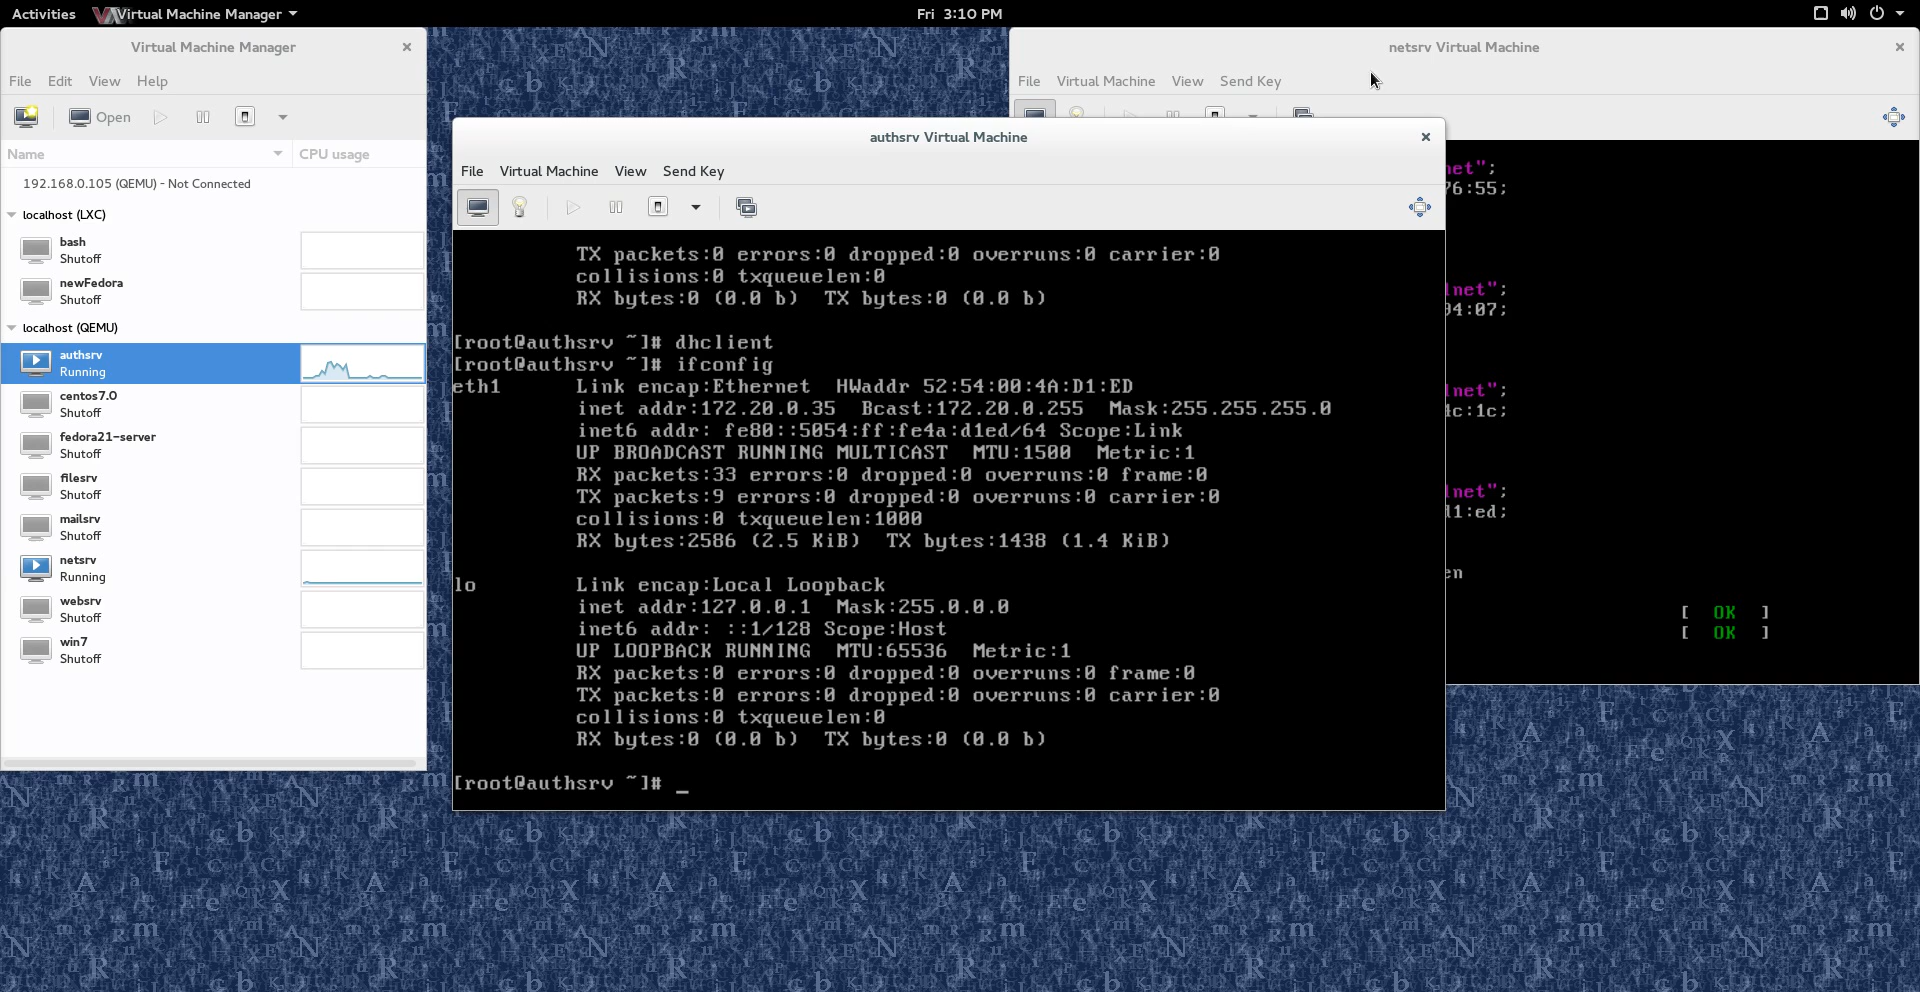 Activities Virtual Machine Manager
Fri 3:10 PM
Virtual Machine Manager
File Edit View Help
Open
Name CPU usage
192.168.0.105 (QEMU) - Not Connected
localhost (LXC)
bash
Shutoff
newFedora
Shutoff
localhost (QEMU)
authsrv
Running
centos7.0
Shutoff
fedora21-server
Shutoff
filesrv
Shutoff
mailsrv
Shutoff
netsrv
Running
websrv
Shutoff
win7
Shutoff
authsrv Virtual Machine
File Virtual Machine View Send Key
TX packets:0 errors:0 dropped:0 overruns:0 carrier:0
collisions:0 txqueuelen:0
RX bytes:0 (0.0 b)  TX bytes:0 (0.0 b)
[root@authsrv ~]# dhclient
[root@authsrv ~]# ifconfig
eth1 Link encap:Ethernet  HWaddr 52:54:00:4A:D1:ED
inet addr:172.20.0.35  Bcast:172.20.0.255  Mask:255.255.255.0
inet6 addr: fe80::5054:ff:fe4a:d1ed/64 Scope:Link
UP BROADCAST RUNNING MULTICAST  MTU:1500  Metric:1
RX packets:33 errors:0 dropped:0 overruns:0 frame:0
TX packets:9 errors:0 dropped:0 overruns:0 carrier:0
collisions:0 txqueuelen:1000
RX bytes:2586 (2.5 KiB)  TX bytes:1438 (1.4 KiB)
lo Link encap:Local Loopback
inet addr:127.0.0.1  Mask:255.0.0.0
inet6 addr: ::1/128 Scope:Host
UP LOOPBACK RUNNING  MTU:65536  Metric:1
RX packets:0 errors:0 dropped:0 overruns:0 frame:0
TX packets:0 errors:0 dropped:0 overruns:0 carrier:0
collisions:0 txqueuelen:0
RX bytes:0 (0.0 b)  TX bytes:0 (0.0 b)
[root@authsrv ~]# _
netsrv Virtual Machine
File Virtual Machine View Send Key
net";
76:55;
net";
04:07;
net";
4c:1c;
net";
d1:ed;
en
[ OK ]
[ OK ]